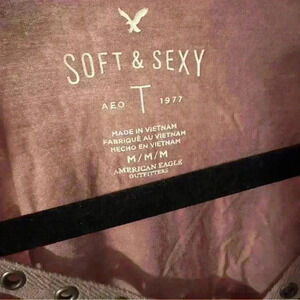 SOFT & SEXY
AEO T 1977
MADE IN VIETNAM
FABRIQUÉ AU VIETNAM
HECHO EN VIETNAM
M/M/M
AMERICAN EAGLE
OUTFITTERS